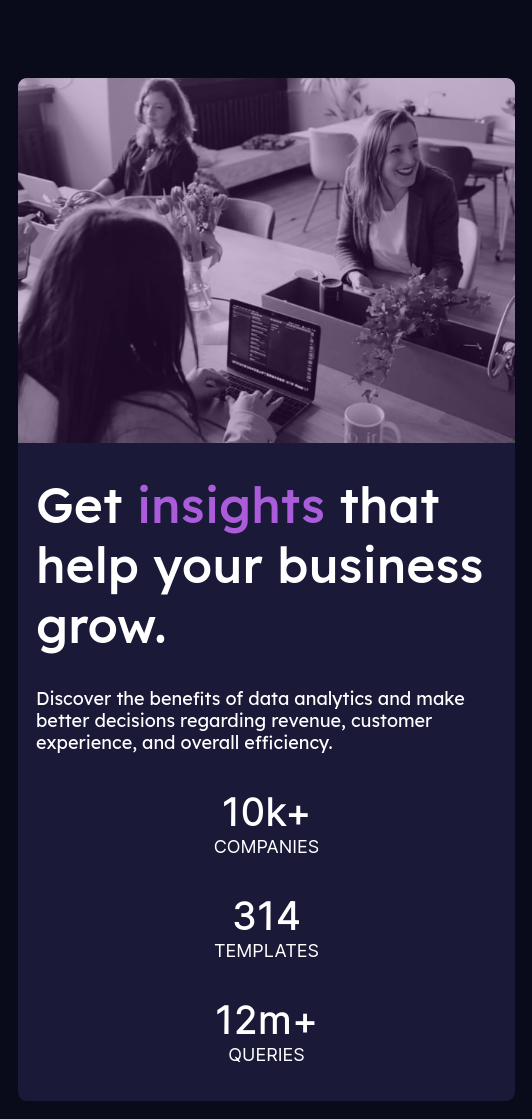 Get insights that
help your business
grow.
Discover the benefits of data analytics and make
better decisions regarding revenue, customer
experience, and overall efficiency.
10k+
COMPANIES
314
TEMPLATES
12m+
QUERIES